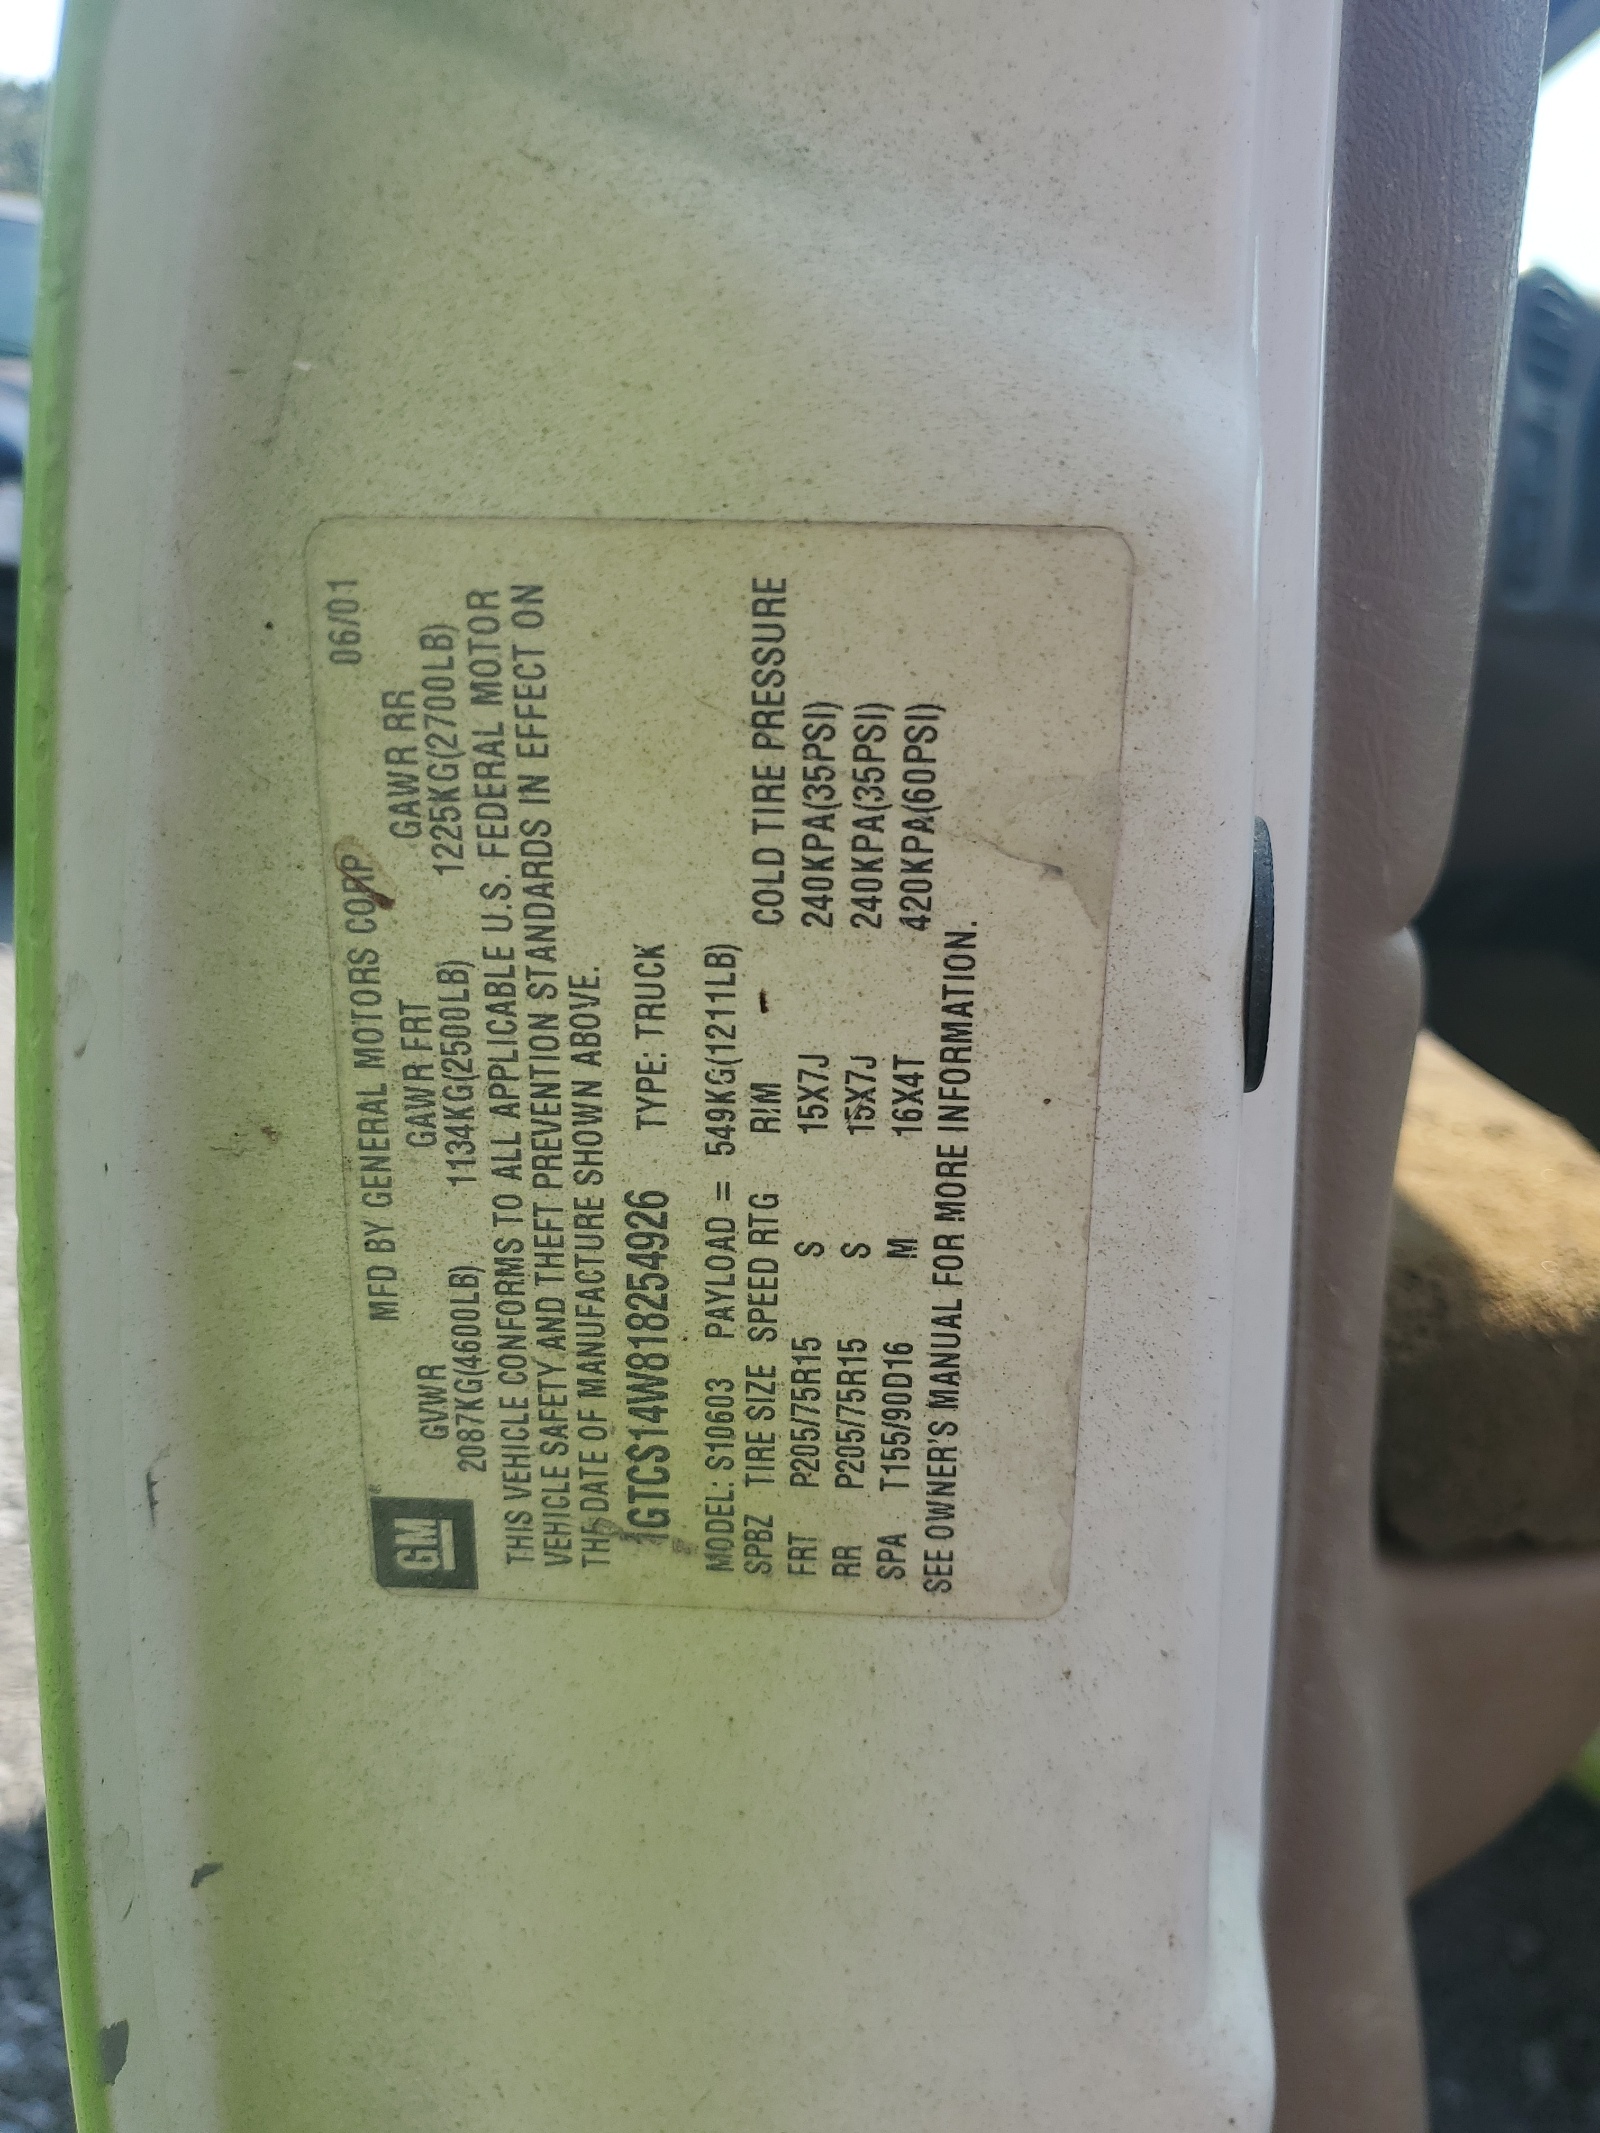 GM
MFD BY GENERAL MOTORS CORP 06/01
GVWR GAWR FRT GAWR RR
2087KG(4600LB) 1134KG(2500LB) 1225KG(2700LB)
THIS VEHICLE CONFORMS TO ALL APPLICABLE U.S. FEDERAL MOTOR
VEHICLE SAFETY AND THEFT PREVENTION STANDARDS IN EFFECT ON
THE DATE OF MANUFACTURE SHOWN ABOVE.
1GTCS14W818254926 TYPE: TRUCK
MODEL: S10603 PAYLOAD = 549KG(1211LB)
SPBZ TIRE SIZE SPEED RTG RIM COLD TIRE PRESSURE
FRT P205/75R15 S 15X7J 240KPA(35PSI)
RR P205/75R15 S 15X7J 240KPA(35PSI)
SPA T155/90D16 M 16X4T 420KPA(60PSI)
SEE OWNER'S MANUAL FOR MORE INFORMATION.